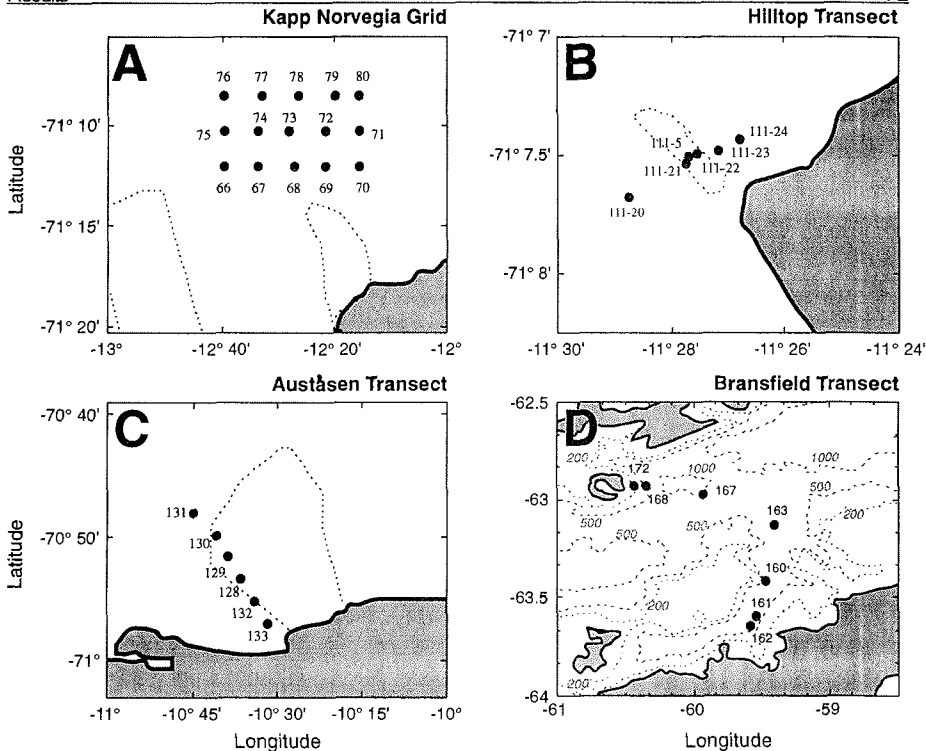 Kapp Norvegia Grid
A
76 77 78 79 80
74 73 72
75 71
66 67 68 69 70
Latitude
-71° 10'
-71° 15'
-71° 20'
-13° -12° 40' -12° 20' -12°
Hilltop Transect
B
-71° 7'
-71° 7.5'
-71° 8'
111-24
111-5
111-23
111-22
111-21
111-20
-11° 30' -11° 28' -11° 26' -11° 24'
Auståsen Transect
C
Latitude
-70° 40'
-70° 50'
-71°
131
130
129
128
132
133
-11° -10° 45' -10° 30' -10° 15' -10°
Longitude
Bransfield Transect
D
-62.5
-63
-63.5
-64
200
1000
1000
172
168
167
500
163
200
500
500
500
160
200
161
162
200
-61 -60 -59
Longitude